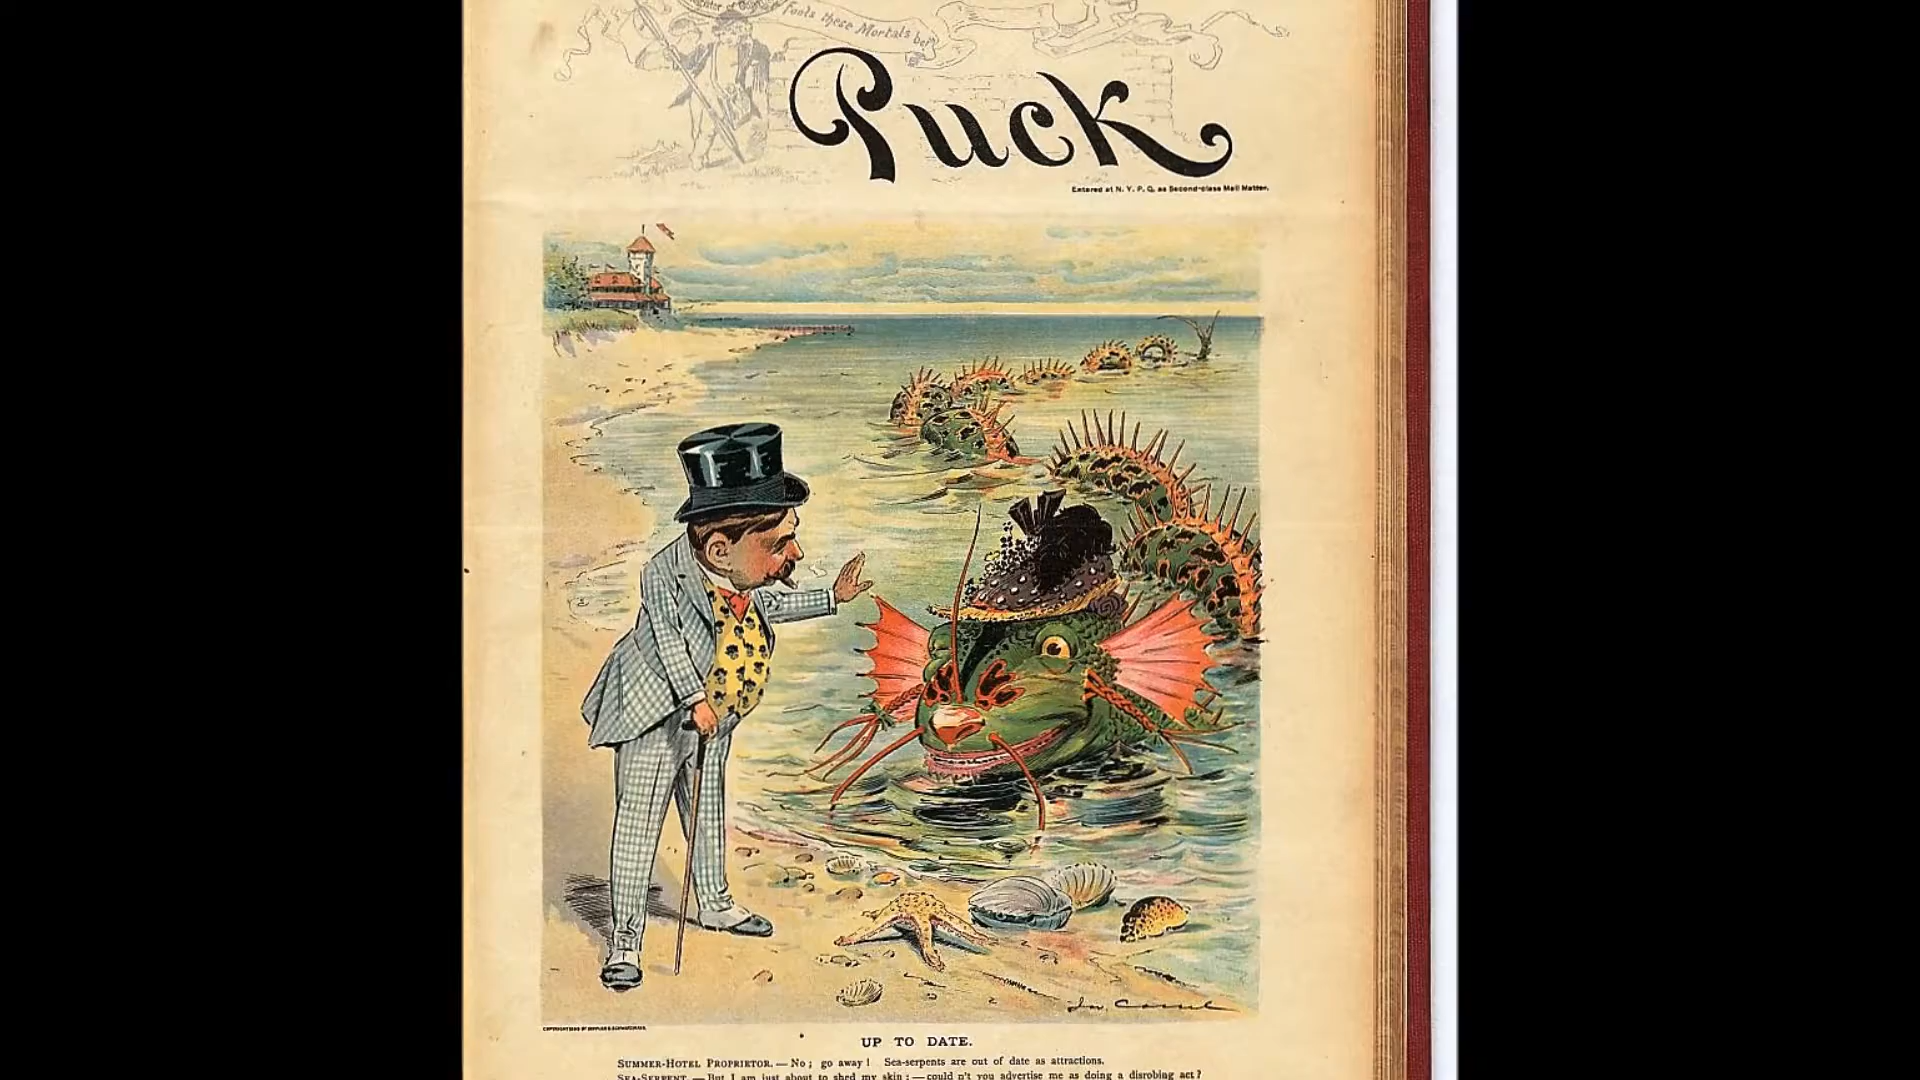 fools these Mortals be!
Puck
Entered at N. Y. P. O. as Second-class Mail Matter.
UP TO DATE.
SUMMER-HOTEL PROPRIETOR. — No; go away! Sea-serpents are out of date as attractions.
SEA-SERPENT. — But I am just about to shed my skin; — could n't you advertise me as doing a disrobing act?